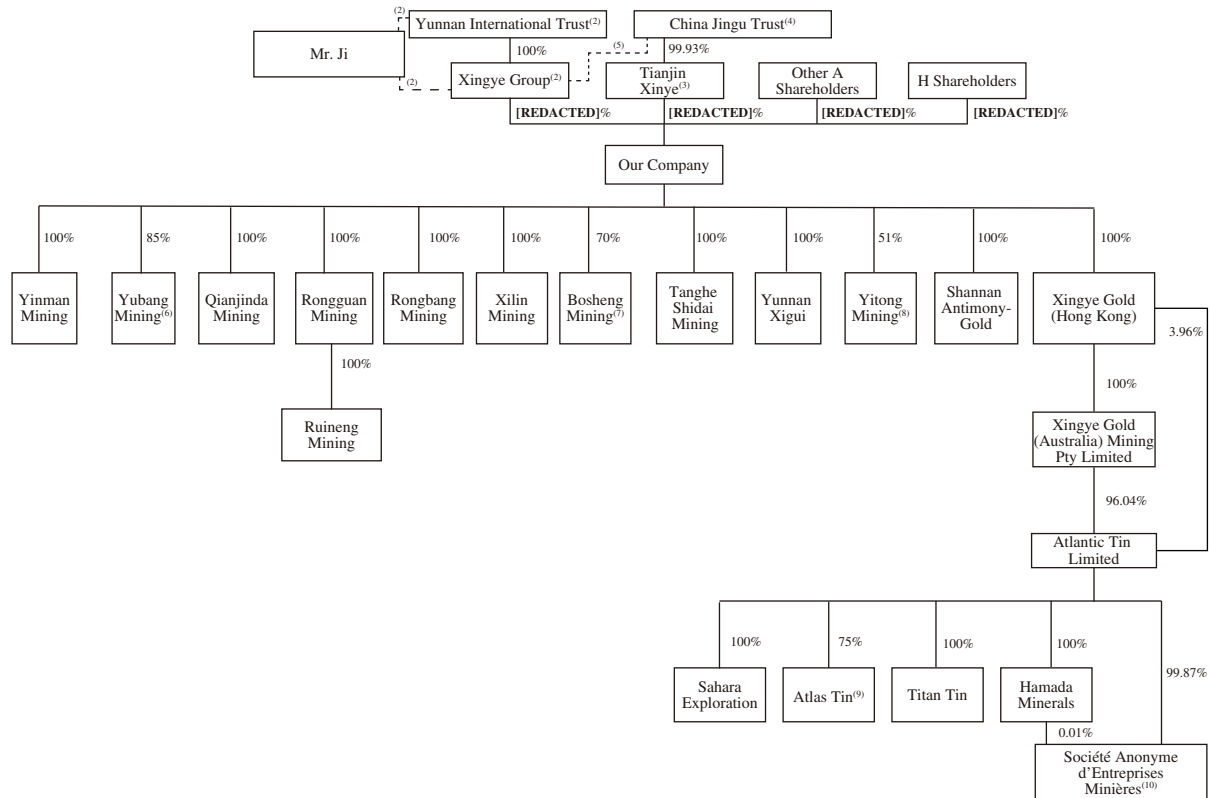 (2)
Yunnan International Trust(2)
China Jingu Trust(4)
Mr. Ji
100%
(5)
99.93%
(2)
Xingye Group(2)
Tianjin
Xinye(3)
Other A
Shareholders
H Shareholders
[REDACTED]%
[REDACTED]%
[REDACTED]%
[REDACTED]%
Our Company
100%
85%
100%
100%
100%
100%
70%
100%
100%
51%
100%
100%
Yinman
Mining
Yubang
Mining(6)
Qianjinda
Mining
Rongguan
Mining
Rongbang
Mining
Xilin
Mining
Bosheng
Mining(7)
Tanghe
Shidai
Mining
Yunnan
Xigui
Yitong
Mining(8)
Shannan
Antimony-
Gold
Xingye Gold
(Hong Kong)
3.96%
100%
100%
Ruineng
Mining
Xingye Gold
(Australia) Mining
Pty Limited
96.04%
Atlantic Tin
Limited
100%
75%
100%
100%
99.87%
Sahara
Exploration
Atlas Tin(9)
Titan Tin
Hamada
Minerals
0.01%
Société Anonyme
d'Entreprises
Minières(10)